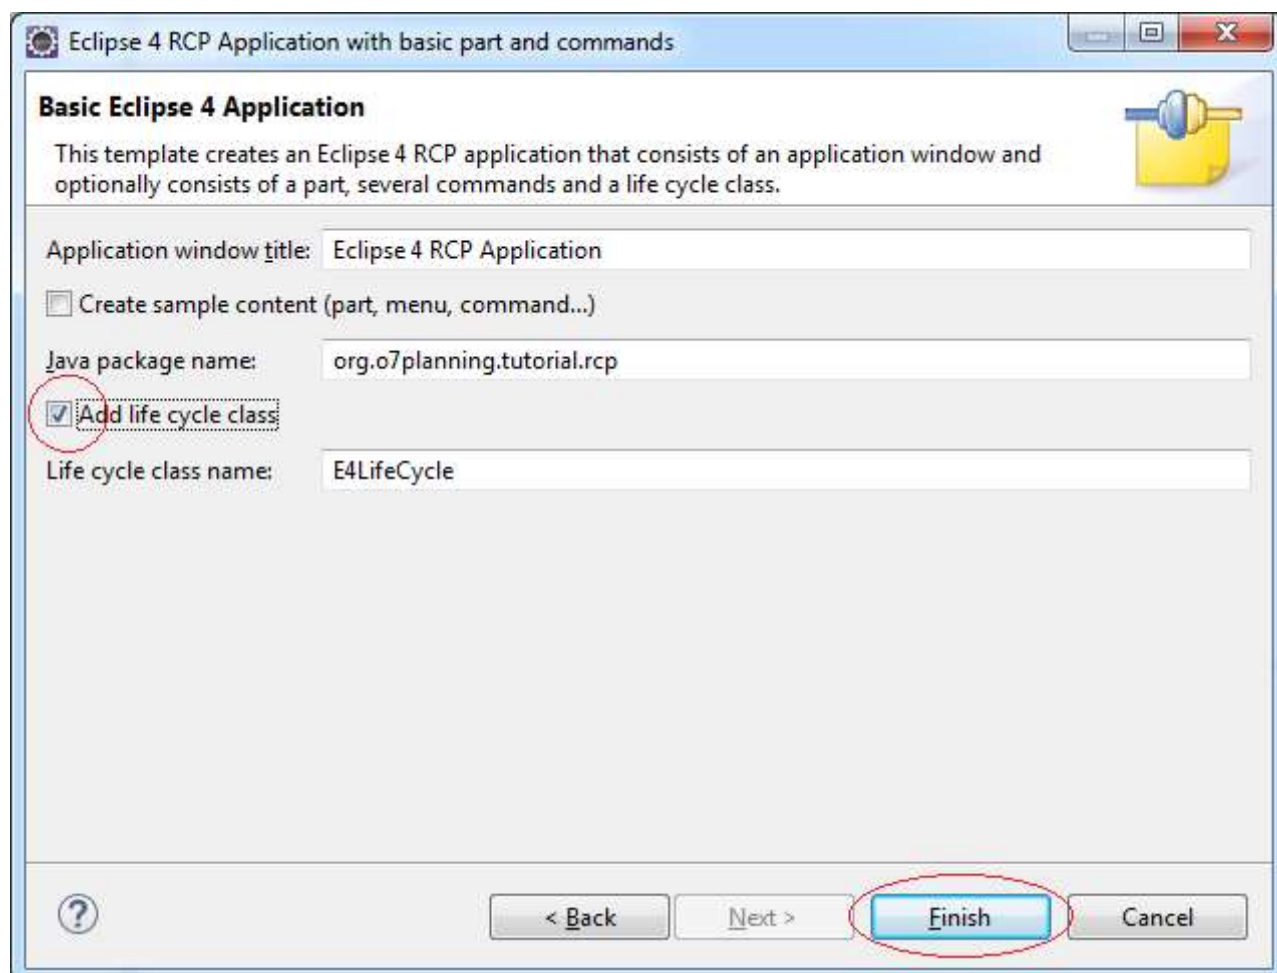 Eclipse 4 RCP Application with basic part and commands
Basic Eclipse 4 Application
This template creates an Eclipse 4 RCP application that consists of an application window and
optionally consists of a part, several commands and a life cycle class.
Application window title: Eclipse 4 RCP Application
Create sample content (part, menu, command...)
Java package name: org.o7planning.tutorial.rcp
Add life cycle class
Life cycle class name: E4LifeCycle
? < Back Next > Finish Cancel